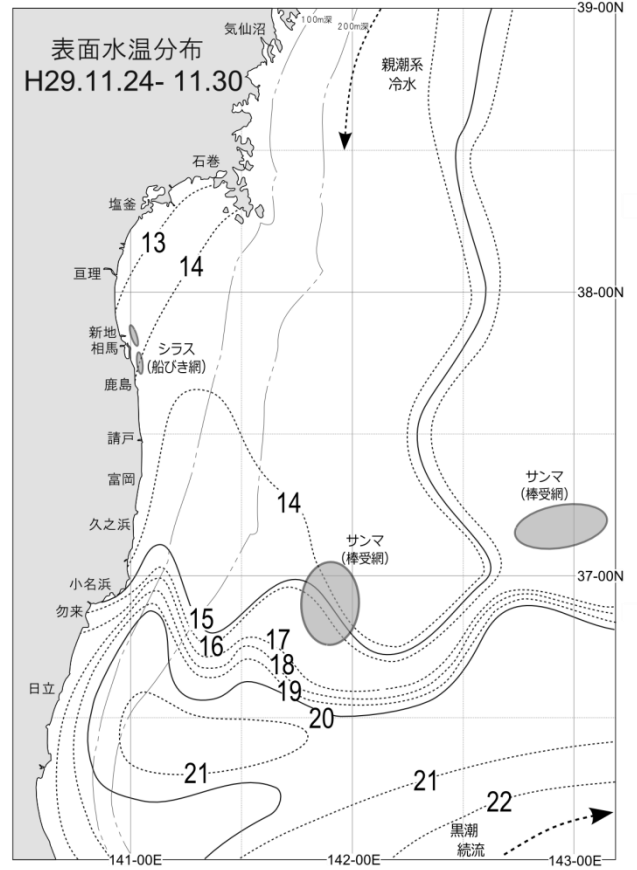 39-00N
気仙沼
100m深
200m深
表面水温分布
H29.11.24- 11.30
親潮系
冷水
石巻
塩釜
13
14
亘理
38-00N
新地
相馬
シラス
(船びき網)
鹿島
請戸
14
富岡
サンマ
(棒受網)
久之浜
サンマ
(棒受網)
37-00N
小名浜
勿来
15
16
17
18
19
日立
20
21
21
22
黒潮
続流
141-00E
142-00E
143-00E